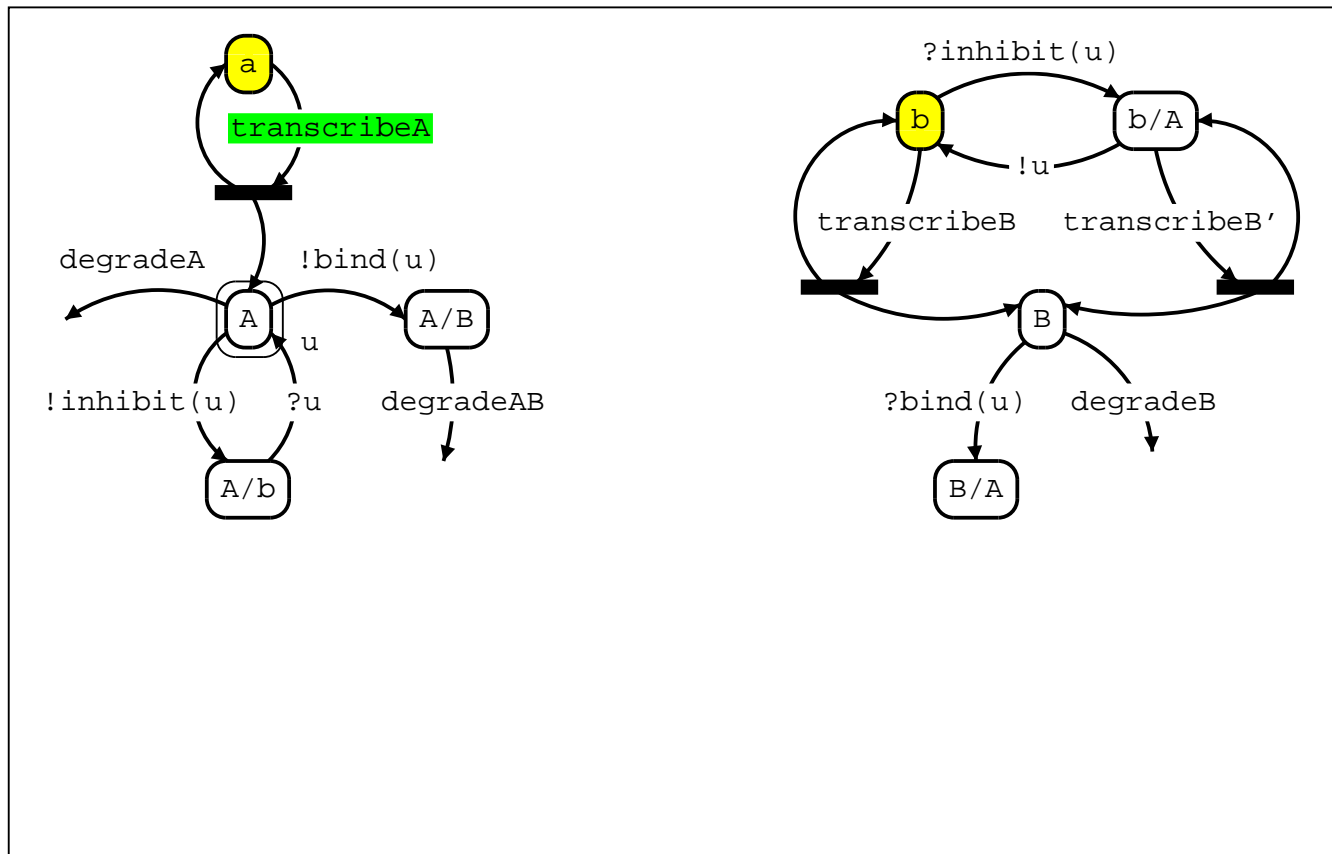 a
transcribeA
degradeA
!bind(u)
A
A/B
u
!inhibit(u)
?u
degradeAB
A/b
?inhibit(u)
b
b/A
!u
transcribeB
transcribeB’
B
?bind(u)
degradeB
B/A